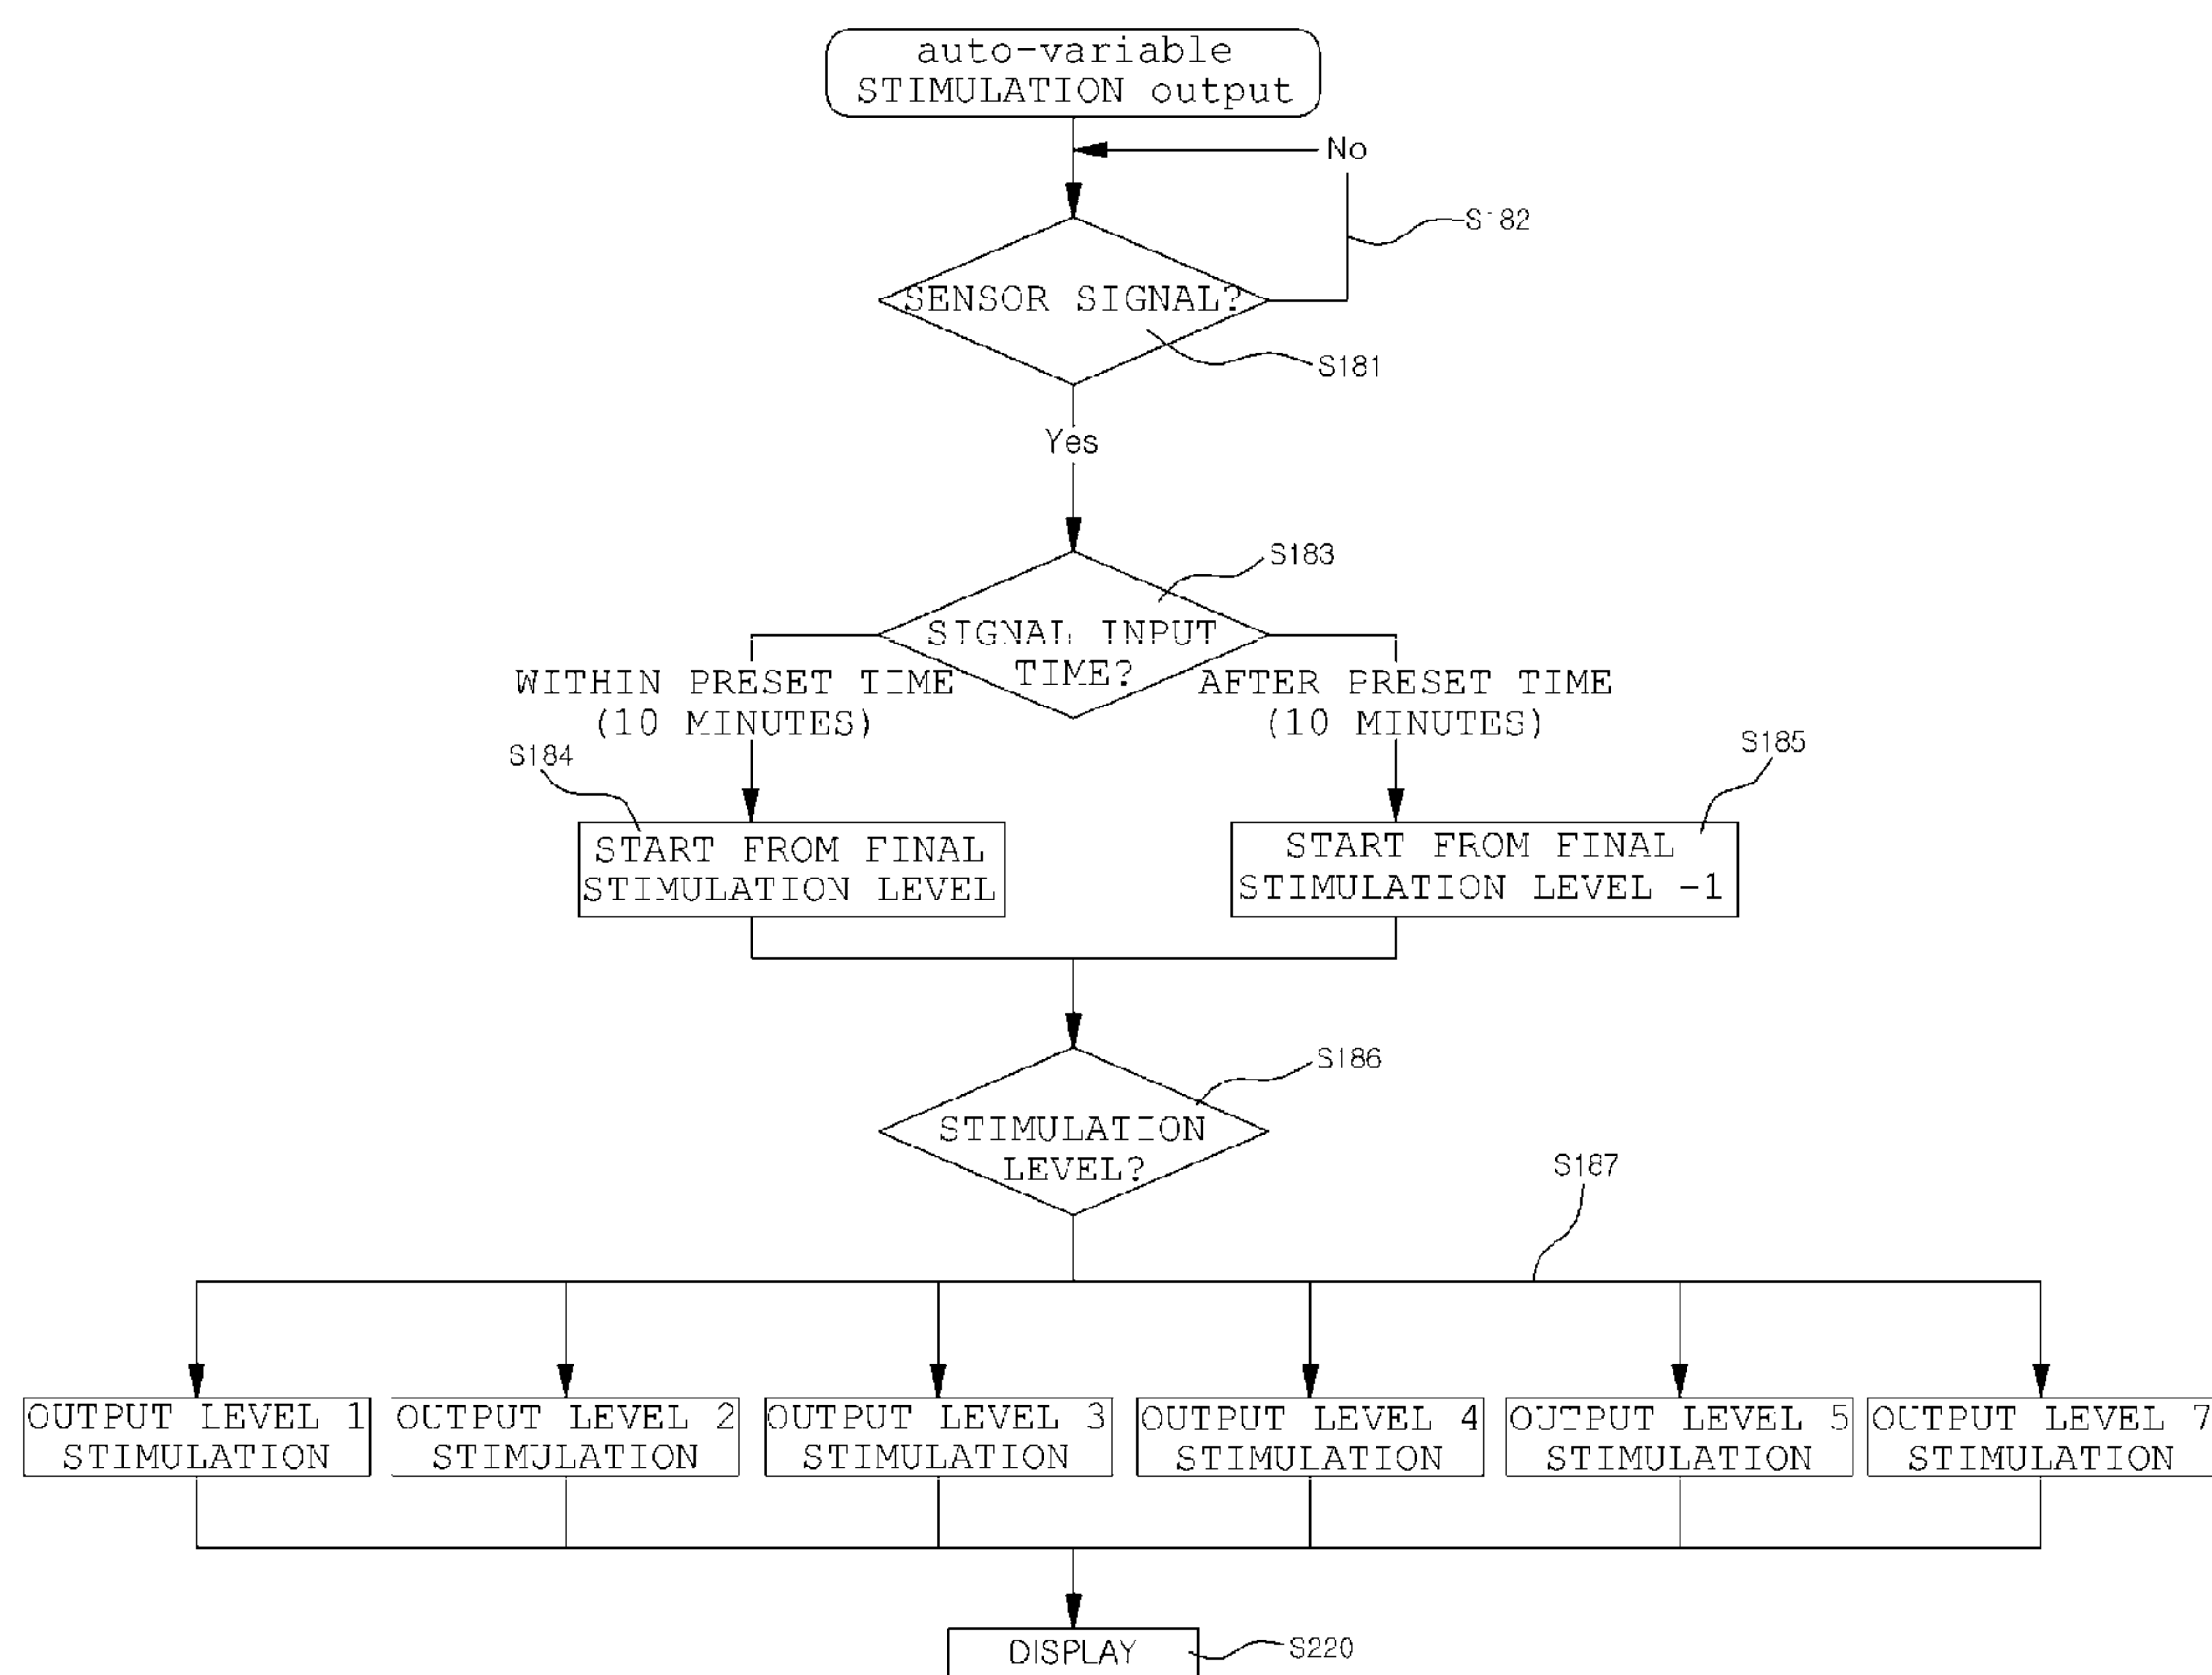 auto-variable
STIMULATION output
No
S182
SENSOR SIGNAL?
S181
Yes
S183
SIGNAL INPUT
TIME?
WITHIN PRESET TIME
(10 MINUTES)
AFTER PRESET TIME
(10 MINUTES)
S184
S185
START FROM FINAL
STIMULATION LEVEL
START FROM FINAL
STIMULATION LEVEL -1
S186
STIMULATION
LEVEL?
S187
OUTPUT LEVEL 1
STIMULATION
OUTPUT LEVEL 2
STIMULATION
OUTPUT LEVEL 3
STIMULATION
OUTPUT LEVEL 4
STIMULATION
OUTPUT LEVEL 5
STIMULATION
OUTPUT LEVEL 7
STIMULATION
DISPLAY
S220